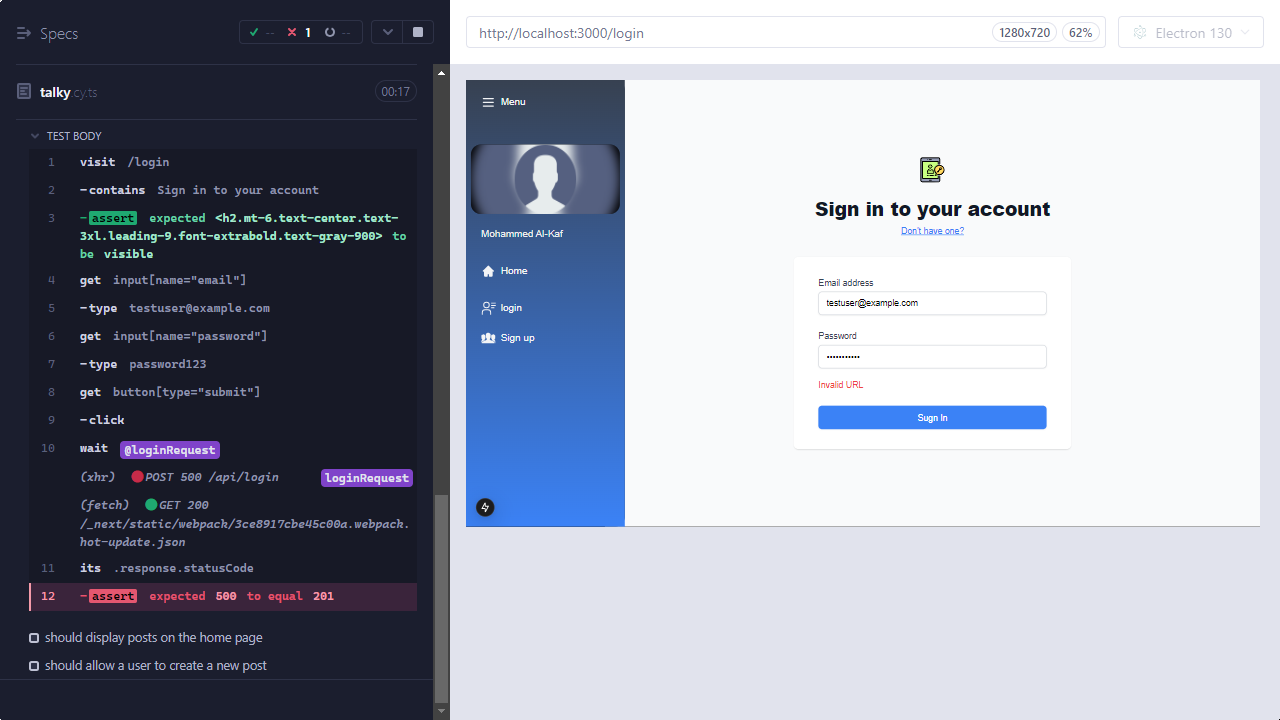 Specs
--
1
--
talky.cy.ts
00:17
TEST BODY
1 visit /login
2 -contains Sign in to your account
3 -assert expected <h2.mt-6.text-center.text-
3xl.leading-9.font-extrabold.text-gray-900> to
be visible
4 get input[name="email"]
5 -type testuser@example.com
6 get input[name="password"]
7 -type password123
8 get button[type="submit"]
9 -click
10 wait @loginRequest
(xhr) POST 500 /api/login loginRequest
(fetch) GET 200
/_next/static/webpack/3ce8917cbe45c00a.webpack.
hot-update.json
11 its .response.statusCode
12 -assert expected 500 to equal 201
should display posts on the home page
should allow a user to create a new post
http://localhost:3000/login
1280x720
62%
Electron 130
Menu
Mohammed Al-Kaf
Home
login
Sign up
Sign in to your account
Don't have one?
Email address
testuser@example.com
Password
•••••••••••
Invalid URL
Sugn In